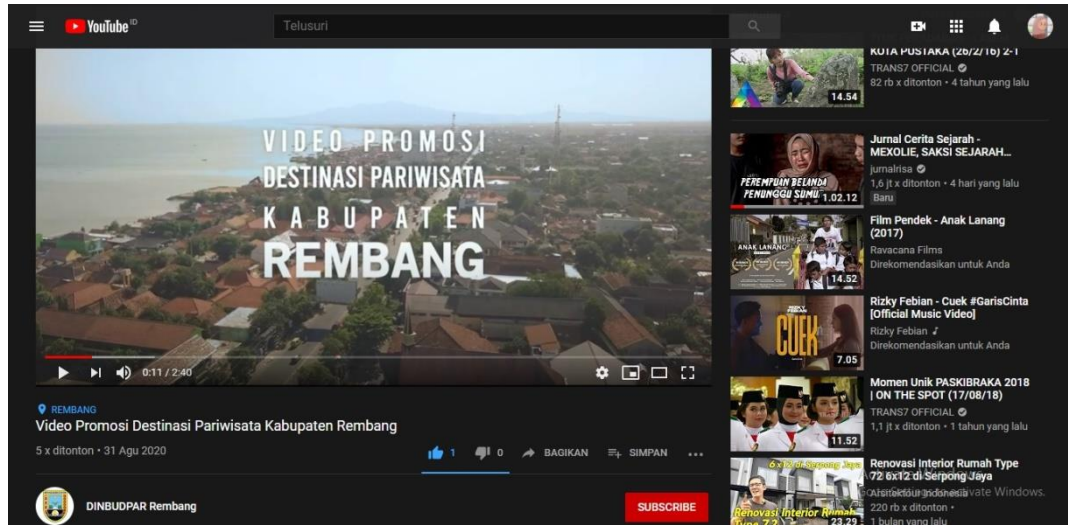 YouTube ID
Telusuri
VIDEO PROMOSI
DESTINASI PARIWISATA
KABUPATEN
REMBANG
0:11 / 2:40
REMBANG
Video Promosi Destinasi Pariwisata Kabupaten Rembang
5 x ditonton • 31 Agu 2020
1
0
BAGIKAN
SIMPAN
DINBUDPAR Rembang
SUBSCRIBE
KOTA PUSTAKA (26/2/16) 2-1
TRANS7 OFFICIAL
82 rb x ditonton • 4 tahun yang lalu
14.54
Jurnal Cerita Sejarah -
MEXOLIE, SAKSI SEJARAH...
jurnalrisa
1,6 jt x ditonton • 4 hari yang lalu
Baru
PEREMPUAN BELANDA
PENUNGGU SUMU
1.02.12
Film Pendek - Anak Lanang
(2017)
Ravacana Films
Direkomendasikan untuk Anda
ANAK LANANG
14.52
Rizky Febian - Cuek #GarisCinta
[Official Music Video]
Rizky Febian
Direkomendasikan untuk Anda
RIZKY
FEBIAN
CUEK
7.05
Momen Unik PASKIBRAKA 2018
| ON THE SPOT (17/08/18)
TRANS7 OFFICIAL
1,1 jt x ditonton • 1 tahun yang lalu
11.52
Renovasi Interior Rumah Type
72 6x12 di Serpong Jaya
Arsitektour Indonesia
220 rb x ditonton •
1 bulan yang lalu
6 x 12 di Serpong Jaya
Renovasi Interior Rumah
Type 72
23.29